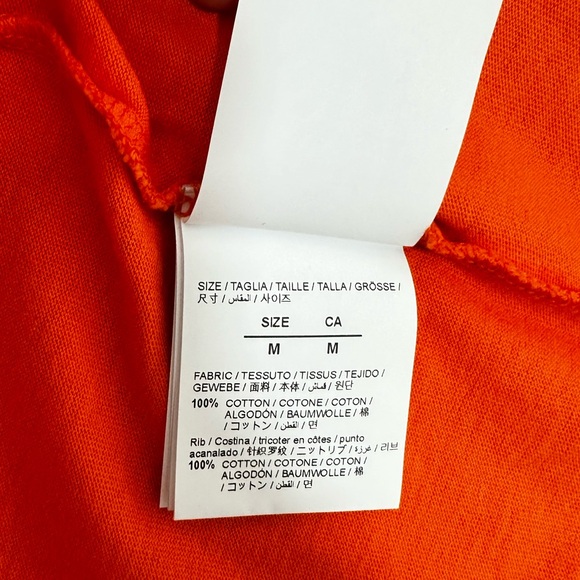 SIZE / TAGLIA / TAILLE / TALLA / GRÖSSE /
尺寸 / المقاس / 사이즈
SIZE CA
M M
FABRIC / TESSUTO / TISSUS / TEJIDO /
GEWEBE / 面料 / 本体 / قماش / 원단
100% COTTON / COTONE / COTON /
ALGODÓN / BAUMWOLLE / 棉
/ コットン / القطن / 면
Rib / Costina / tricoter en côtes / punto
acanalado / 针织罗纹 / ニットリブ / غرزة / 리브
100% COTTON / COTONE / COTON /
ALGODÓN / BAUMWOLLE / 棉
/ コットン / القطن / 면